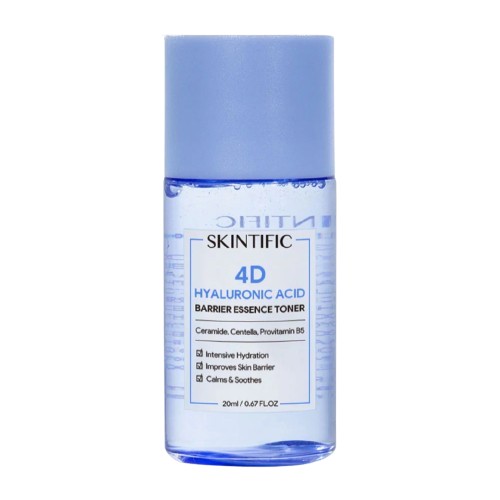 SKINTIFIC
4D
HYALURONIC ACID
BARRIER ESSENCE TONER
Ceramide, Centella, Provitamin B5
Intensive Hydration
Improves Skin Barrier
Calms & Soothes
20ml / 0.67 FL.OZ